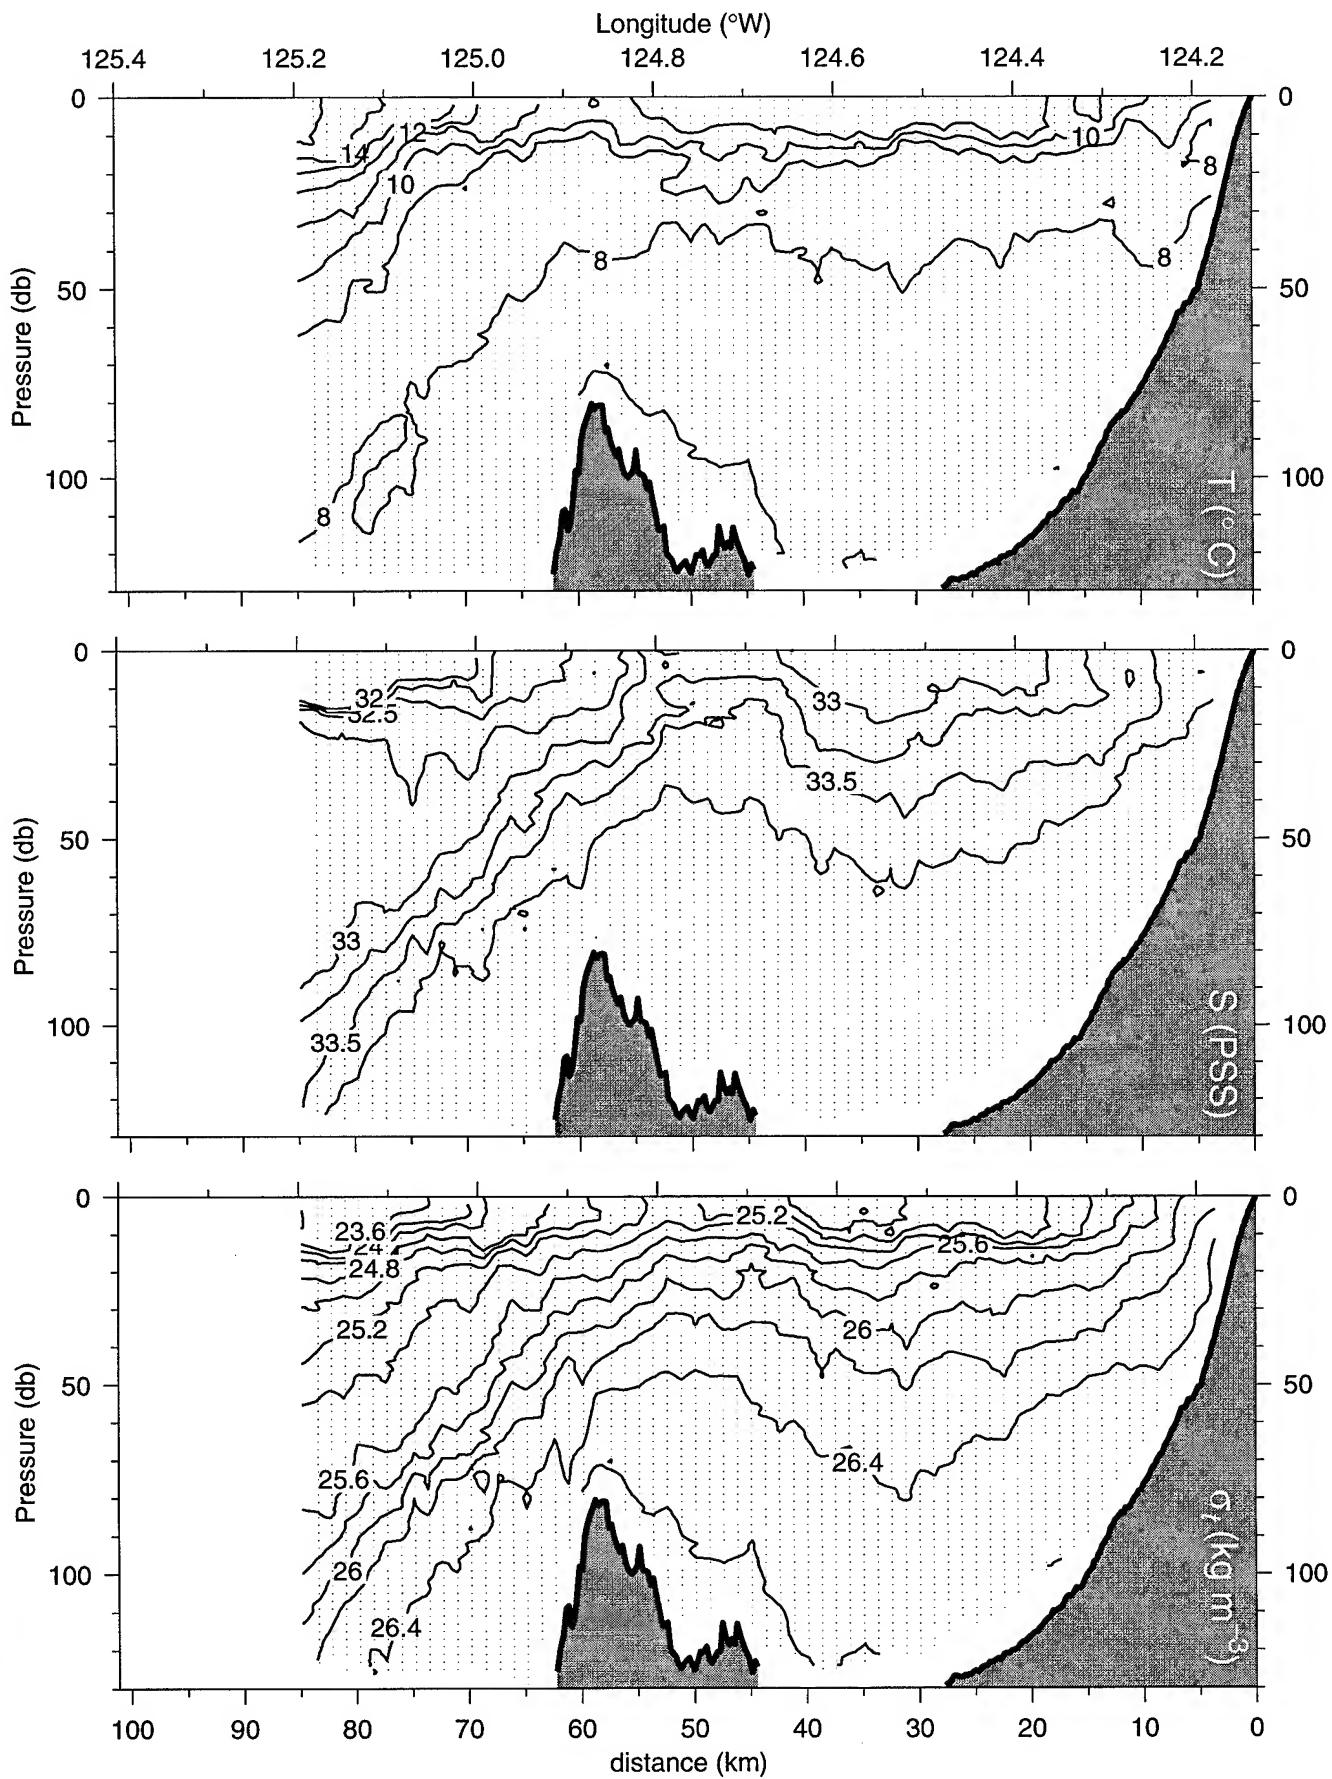 Longitude (°W)
125.4 125.2 125.0 124.8 124.6 124.4 124.2
0 0
12 10
14 8
10
8 8
50 50
Pressure (db)
100 100
8
T (° C)
0 0
32 33
32.5
33.5
50 50
Pressure (db)
33
100 100
33.5
S (PSS)
0 0
25.2
23.6
24 25.6
24.8
25.2 26
50 50
Pressure (db)
26.4
25.6
26
100 100
26.4
σt (kg m−3)
100 90 80 70 60 50 40 30 20 10 0
distance (km)